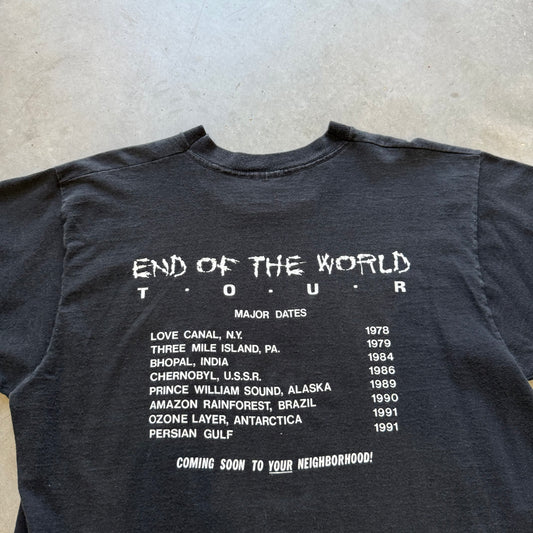 END OF THE WORLD
T · O · U · R
MAJOR DATES
LOVE CANAL, N.Y. 1978
THREE MILE ISLAND, PA. 1979
BHOPAL, INDIA 1984
CHERNOBYL, U.S.S.R. 1986
PRINCE WILLIAM SOUND, ALASKA 1989
AMAZON RAINFOREST, BRAZIL 1990
OZONE LAYER, ANTARCTICA 1991
PERSIAN GULF 1991
COMING SOON TO YOUR NEIGHBORHOOD!